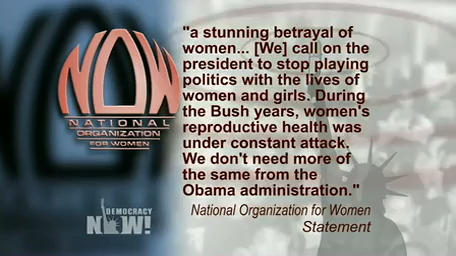 NOW
NATIONAL
ORGANIZATION
FOR WOMEN
"a stunning betrayal of
women... [We] call on the
president to stop playing
politics with the lives of
women and girls. During
the Bush years, women's
reproductive health was
under constant attack.
We don't need more of
the same from the
Obama administration."
National Organization for Women
Statement
DEMOCRACY
NOW!